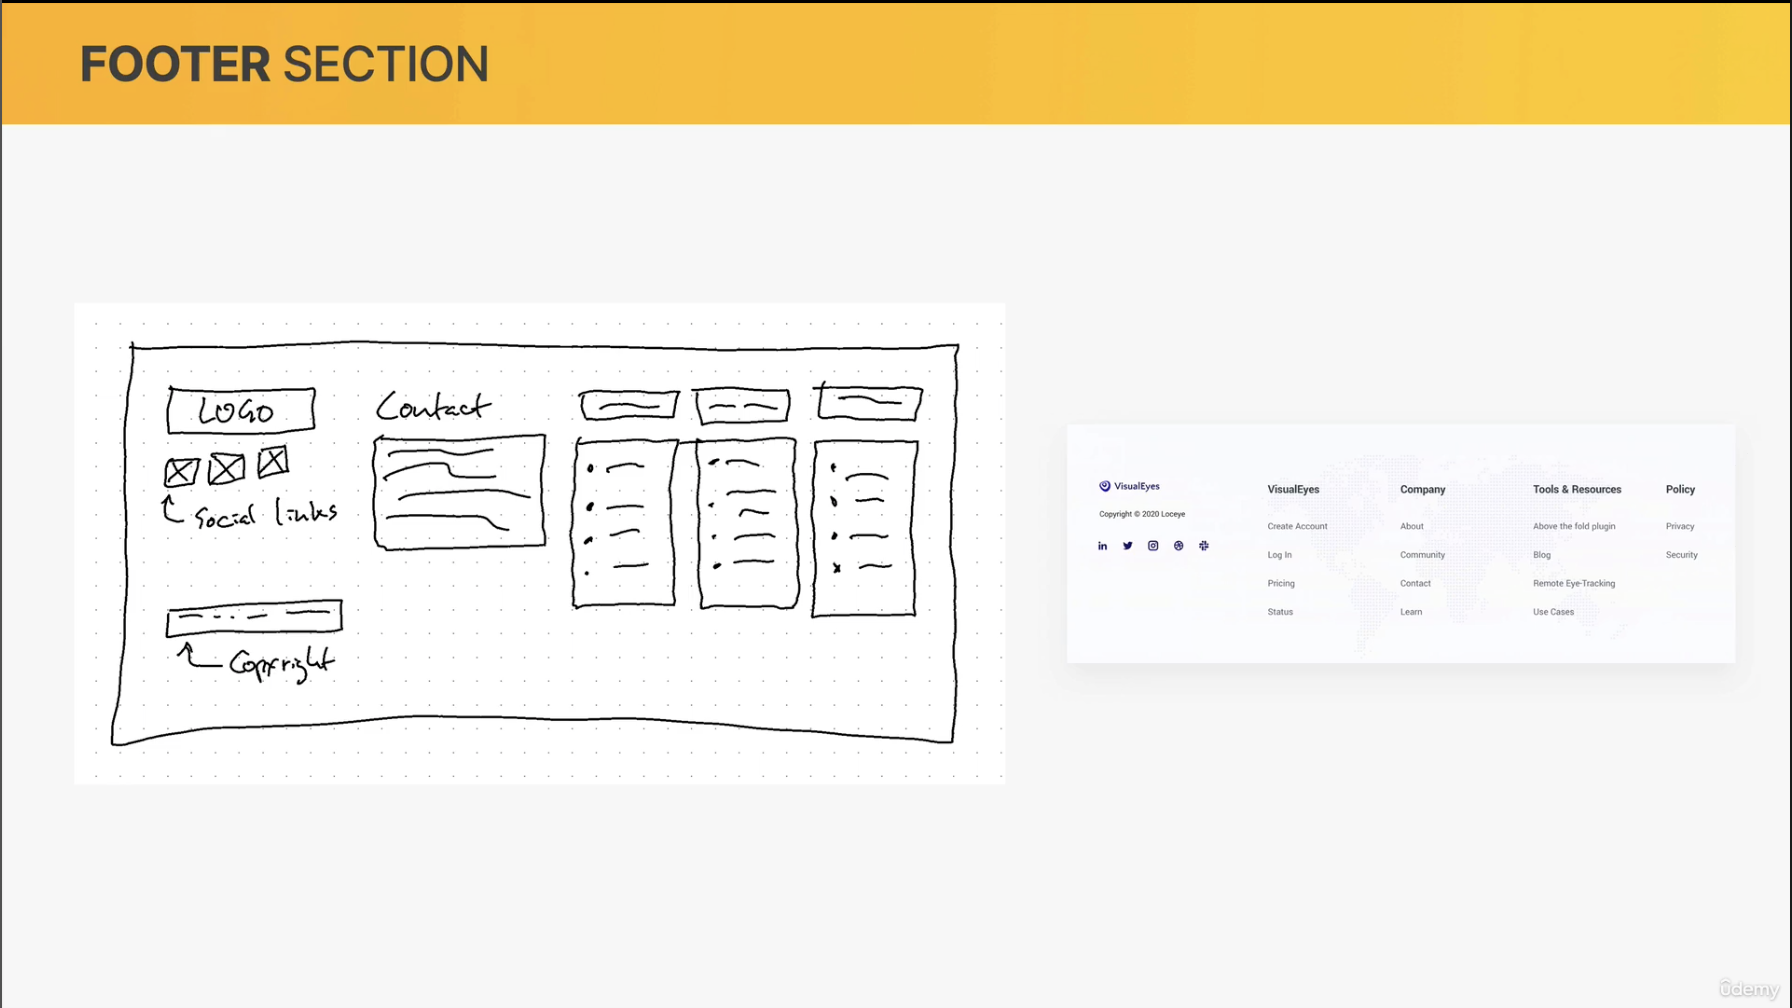 FOOTER SECTION
LOGO
Social links
Copyright
Contact
VisualEyes
Copyright © 2020 Loceye
in
VisualEyes
Create Account
Log In
Pricing
Status
Company
About
Community
Contact
Learn
Tools & Resources
Above the fold plugin
Blog
Remote Eye-Tracking
Use Cases
Policy
Privacy
Security
ûdemy